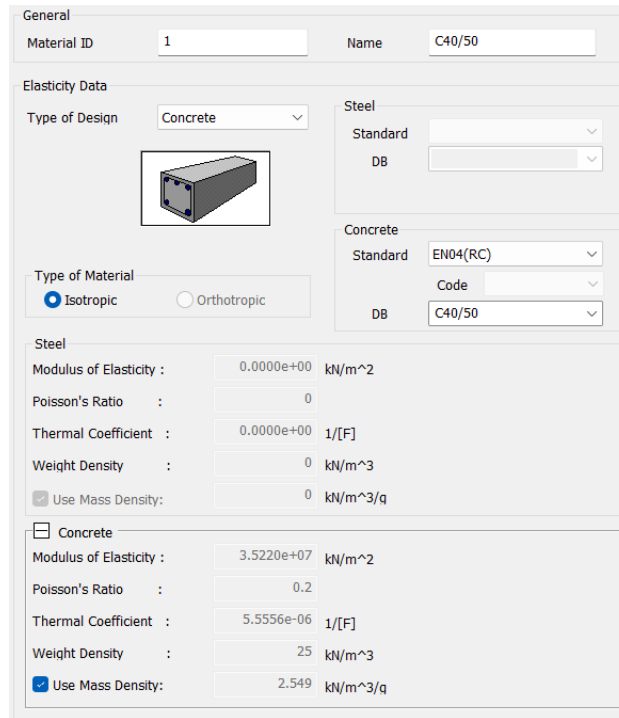 General
Material ID 1 Name C40/50
Elasticity Data
Type of Design Concrete
Steel
Standard
DB
Concrete
Standard EN04(RC)
Code
DB C40/50
Type of Material
Isotropic Orthotropic
Steel
Modulus of Elasticity : 0.0000e+00 kN/m^2
Poisson's Ratio : 0
Thermal Coefficient : 0.0000e+00 1/[F]
Weight Density : 0 kN/m^3
Use Mass Density: 0 kN/m^3/g
Concrete
Modulus of Elasticity : 3.5220e+07 kN/m^2
Poisson's Ratio : 0.2
Thermal Coefficient : 5.5556e-06 1/[F]
Weight Density : 25 kN/m^3
Use Mass Density: 2.549 kN/m^3/g